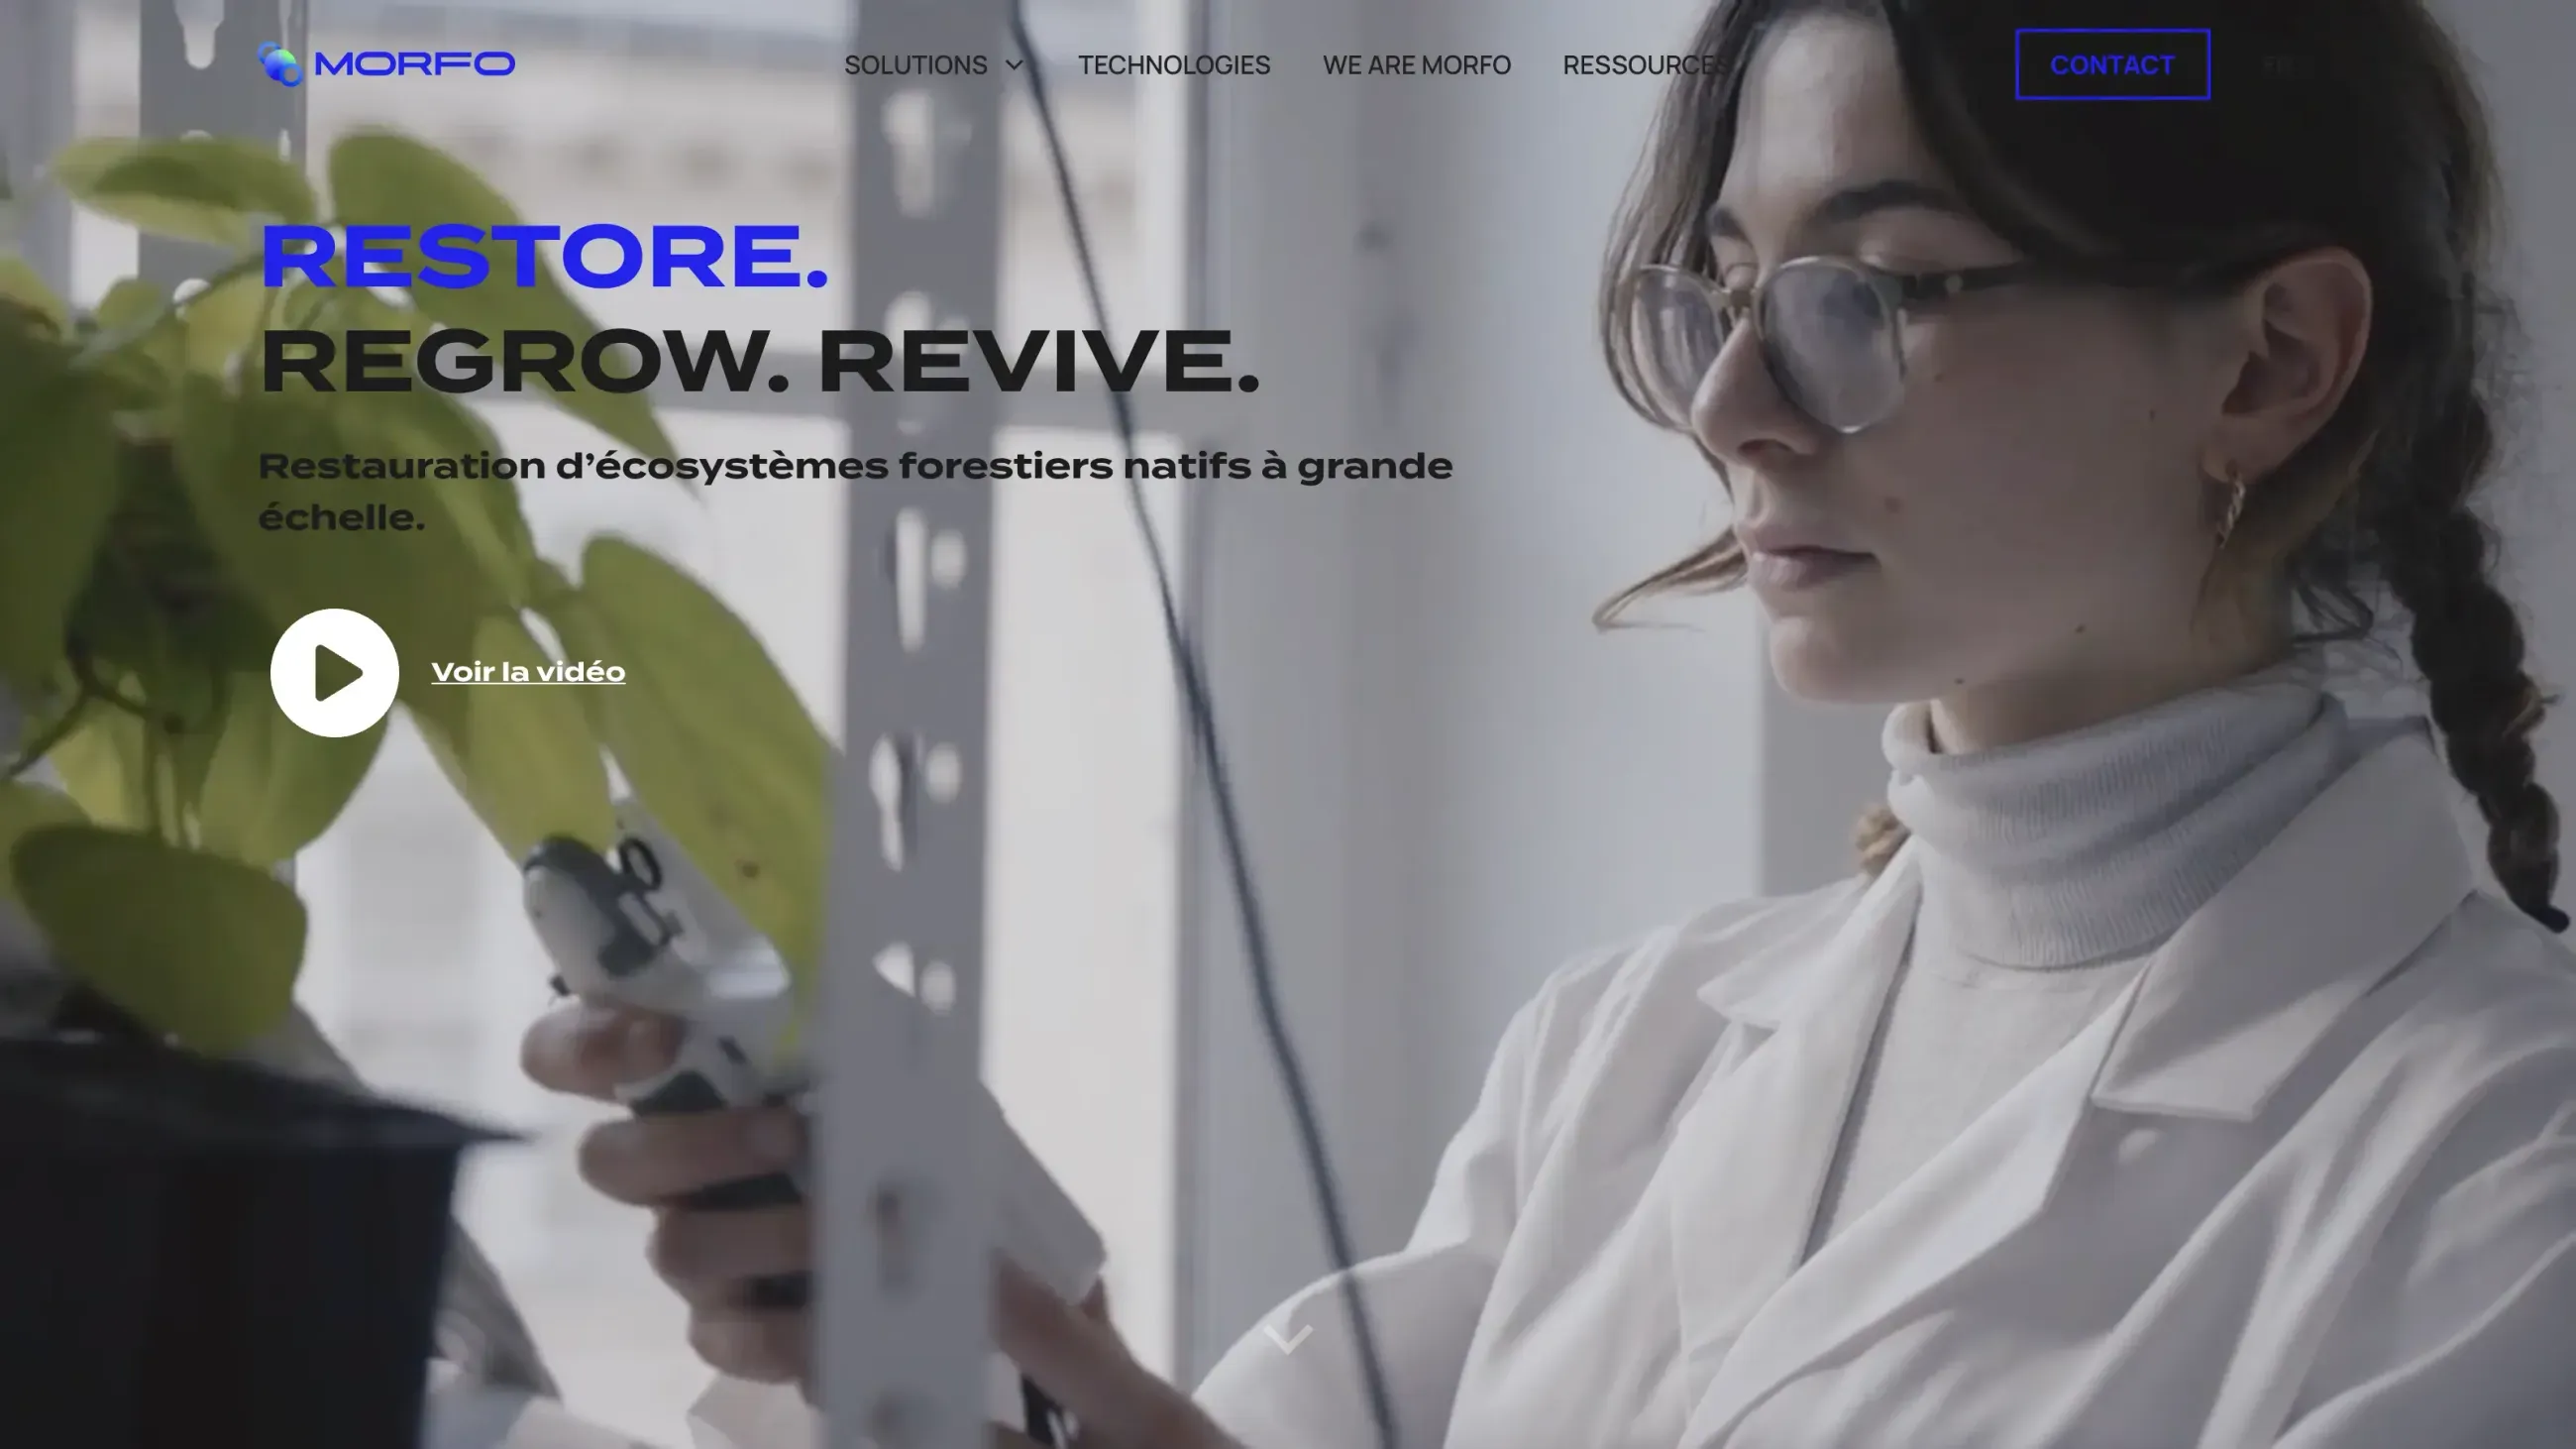 MORFO
SOLUTIONS
TECHNOLOGIES
WE ARE MORFO
RESSOURCES
CONTACT
RESTORE.
REGROW. REVIVE.
Restauration d’écosystèmes forestiers natifs à grande
échelle.
Voir la vidéo